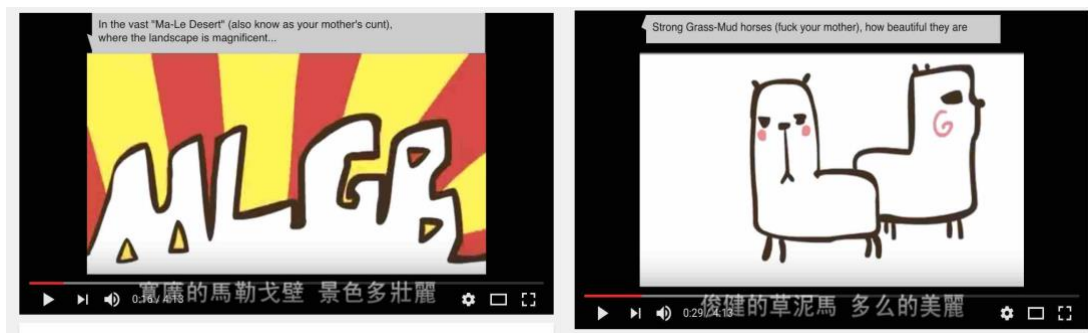 In the vast "Ma-Le Desert" (also know as your mother's cunt),
where the landscape is magnificent...
MLGB
0:16 / 4:13
寬廣的馬勒戈壁 景色多壯麗
Strong Grass-Mud horses (fuck your mother), how beautiful they are
G
0:29 / 4:13
俊健的草泥馬 多么的美麗